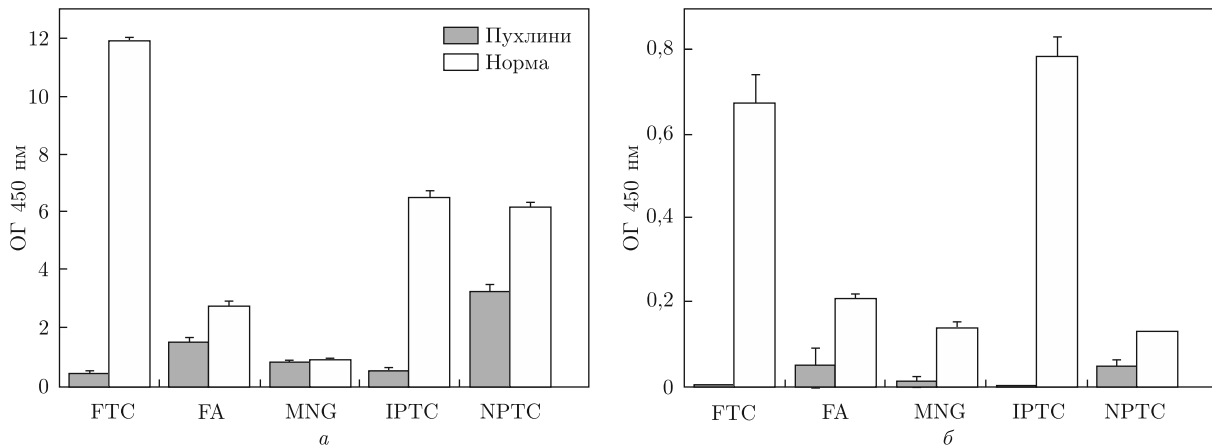 12
10
8
6
4
2
0
ОГ 450 нм
Пухлини
Норма
FTC FA MNG IPTC NPTC
а
0,8
0,6
0,4
0,2
0
ОГ 450 нм
FTC FA MNG IPTC NPTC
б